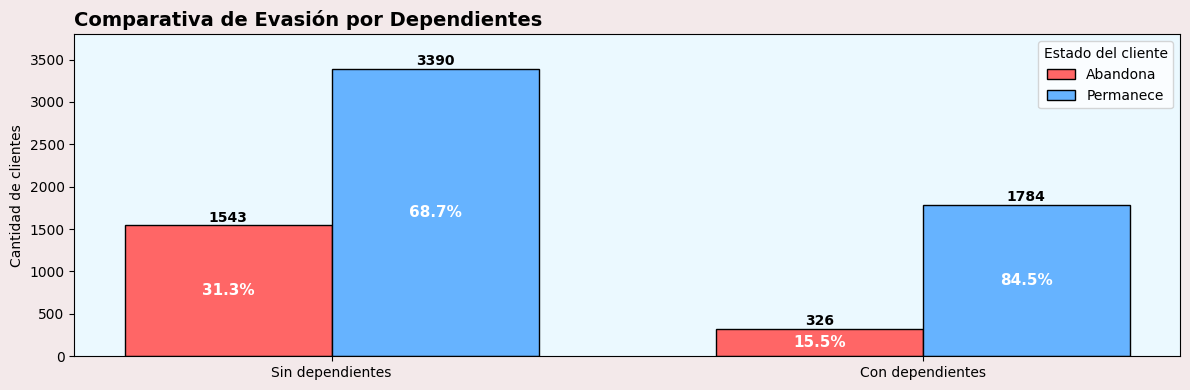 Comparativa de Evasión por Dependientes
Cantidad de clientes
3500
3000
2500
2000
1500
1000
500
0
1543
31.3%
3390
68.7%
326
15.5%
1784
84.5%
Sin dependientes
Con dependientes
Estado del cliente
Abandona
Permanece